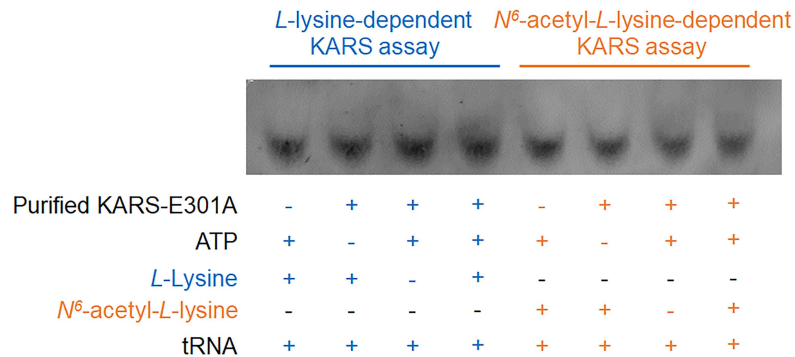 L-lysine-dependent KARS assay
N⁶-acetyl-L-lysine-dependent KARS assay
Purified KARS-E301A - + + + - + + +
ATP + - + + + - + +
L-Lysine + + - + - - - -
N⁶-acetyl-L-lysine - - - - + + - +
tRNA + + + + + + + +